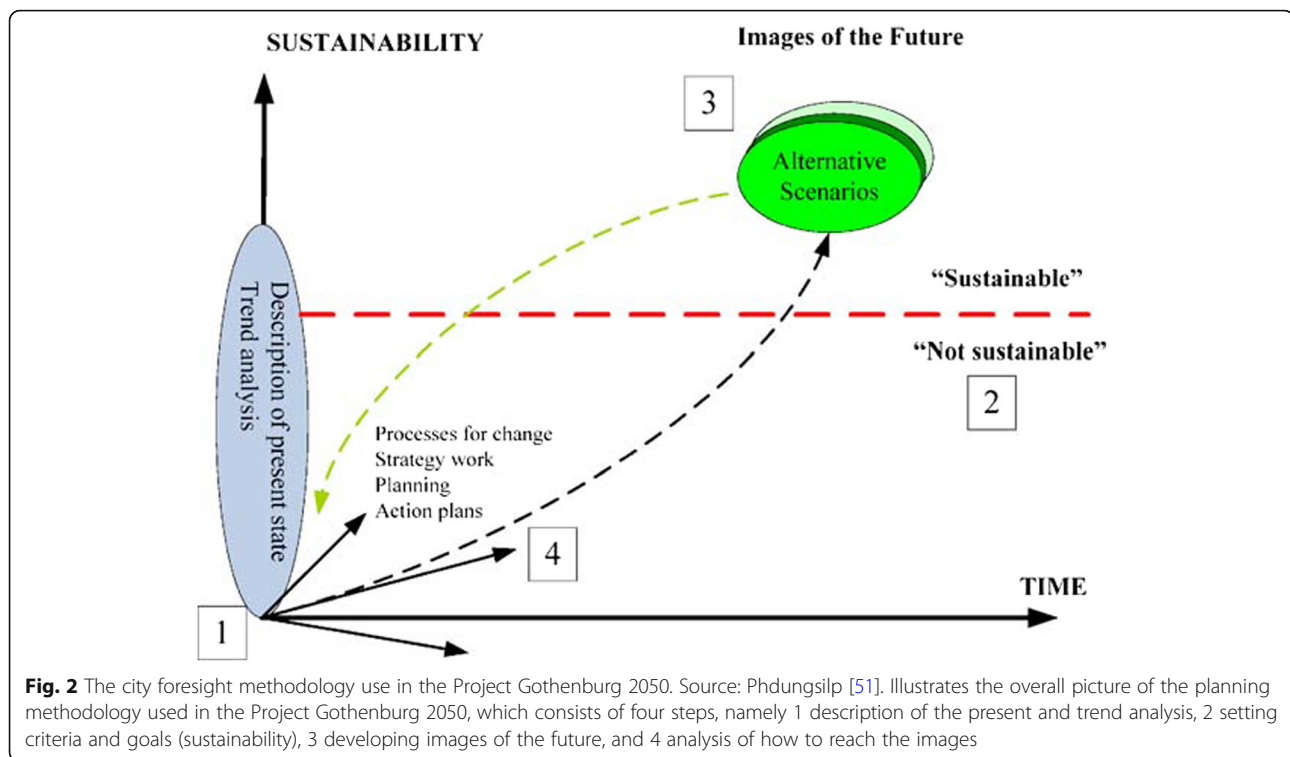 SUSTAINABILITY
Images of the Future
3
Alternative
Scenarios
Description of present state
Trend analysis
“Sustainable”
“Not sustainable”
2
Processes for change
Strategy work
Planning
Action plans
4
TIME
1
Fig. 2 The city foresight methodology use in the Project Gothenburg 2050. Source: Phdungsilp [51]. Illustrates the overall picture of the planning
methodology used in the Project Gothenburg 2050, which consists of four steps, namely 1 description of the present and trend analysis, 2 setting
criteria and goals (sustainability), 3 developing images of the future, and 4 analysis of how to reach the images